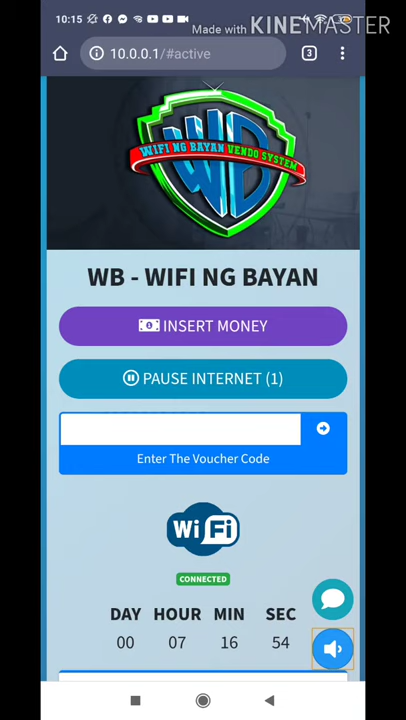 10:15
Made with KINEMASTER
10.0.0.1/#active
3
WIFI NG BAYAN VENDO SYSTEM
WB
WB - WIFI NG BAYAN
INSERT MONEY
PAUSE INTERNET (1)
Enter The Voucher Code
WiFi
CONNECTED
DAY HOUR MIN SEC
00 07 16 54